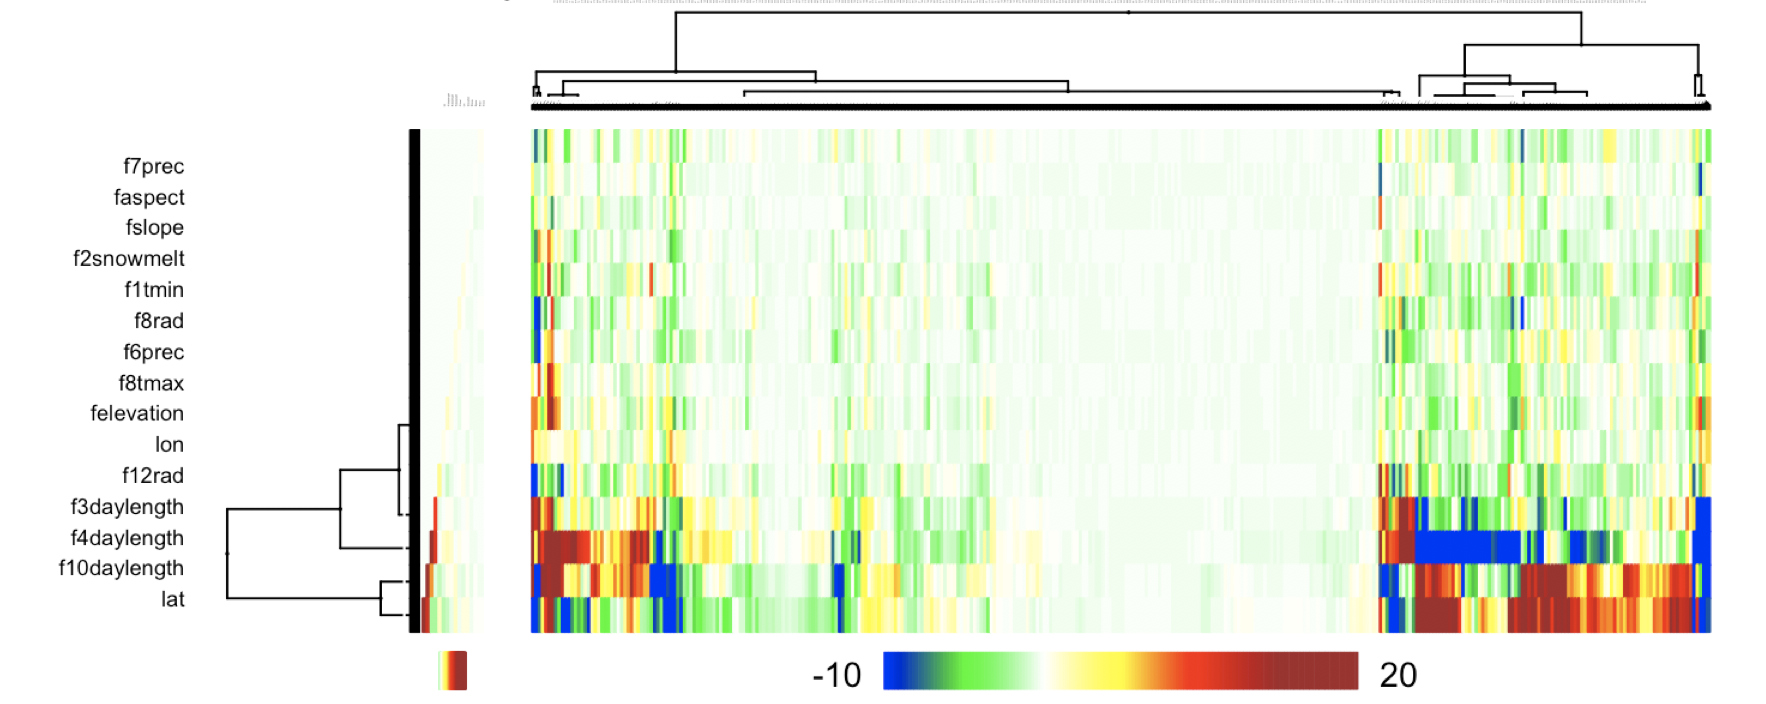 f7prec
faspect
fslope
f2snowmelt
f1tmin
f8rad
f6prec
f8tmax
felevation
lon
f12rad
f3daylength
f4daylength
f10daylength
lat
-10 20